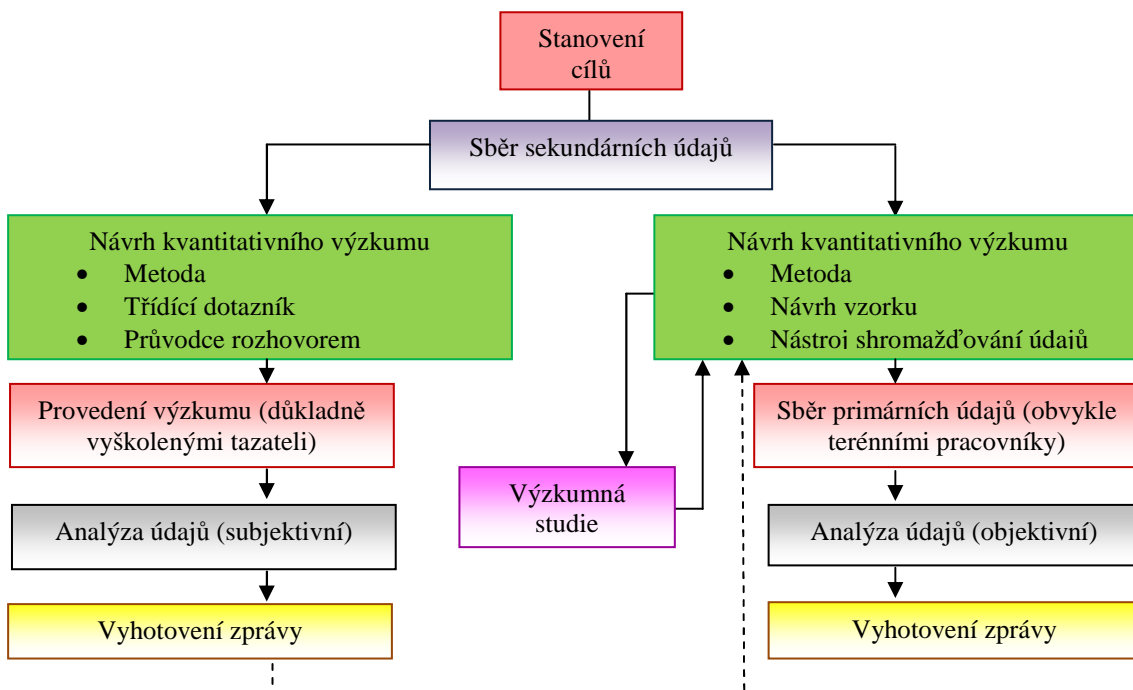 Stanovení
cílů
Sběr sekundárních údajů
Návrh kvantitativního výzkumu
• Metoda
• Třídící dotazník
• Průvodce rozhovorem
Provedení výzkumu (důkladně
vyškolenými tazateli)
Analýza údajů (subjektivní)
Vyhotovení zprávy
Výzkumná
studie
Návrh kvantitativního výzkumu
• Metoda
• Návrh vzorku
• Nástroj shromažďování údajů
Sběr primárních údajů (obvykle
terénními pracovníky)
Analýza údajů (objektivní)
Vyhotovení zprávy